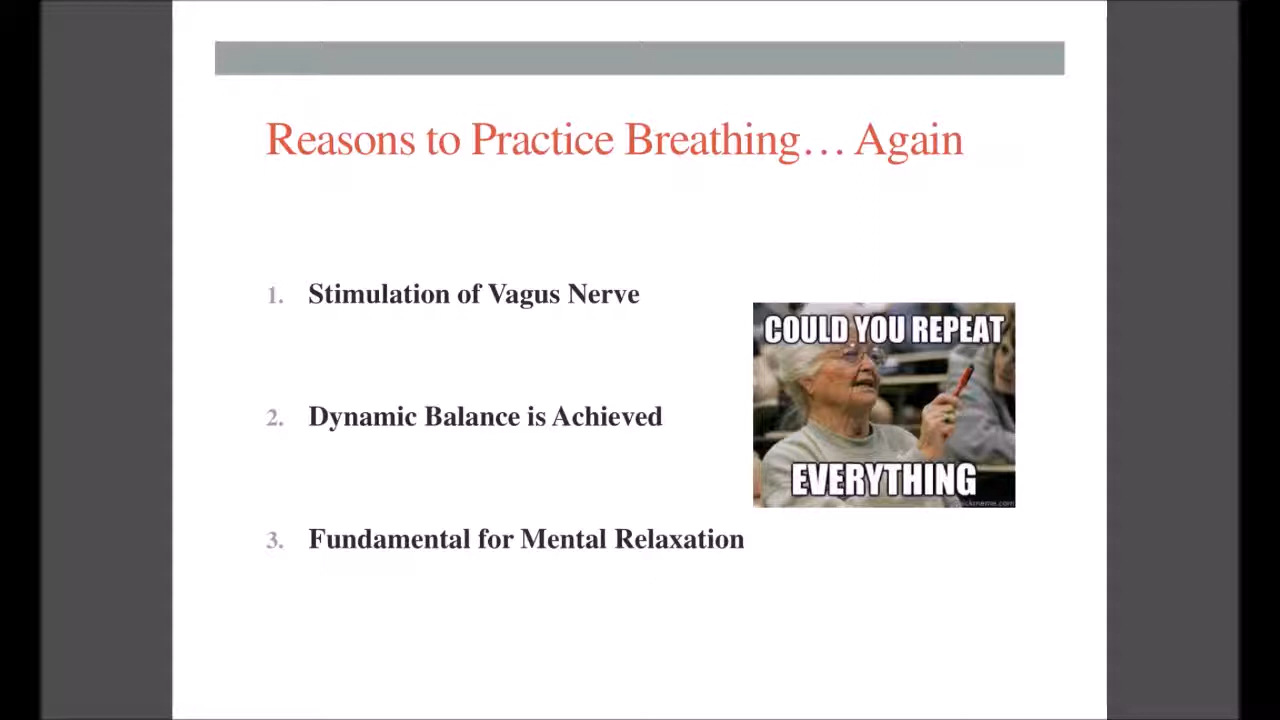 Reasons to Practice Breathing… Again
1. Stimulation of Vagus Nerve
COULD YOU REPEAT
2. Dynamic Balance is Achieved
EVERYTHING
3. Fundamental for Mental Relaxation